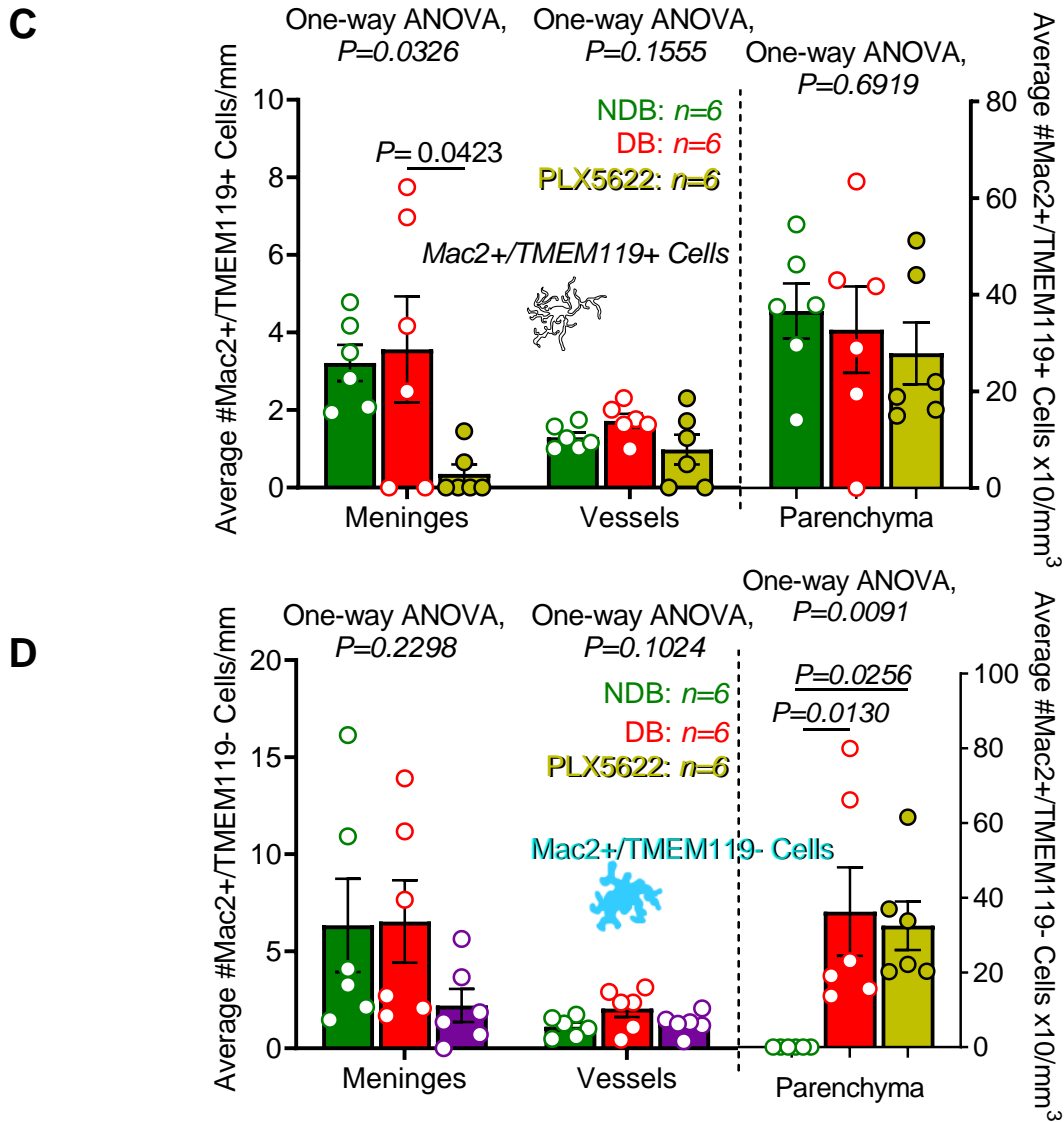 C
One-way ANOVA,
P=0.0326
One-way ANOVA,
P=0.1555
One-way ANOVA,
P=0.6919
Average #Mac2+/TMEM119+ Cells/mm
10
8
6
4
2
0
P= 0.0423
NDB: n=6
DB: n=6
PLX5622: n=6
Mac2+/TMEM119+ Cells
80
60
40
20
0
Average #Mac2+/TMEM119+ Cells x10/mm³
Meninges
Vessels
Parenchyma
D
One-way ANOVA,
P=0.2298
One-way ANOVA,
P=0.1024
One-way ANOVA,
P=0.0091
Average #Mac2+/TMEM119- Cells/mm
20
15
10
5
0
NDB: n=6
DB: n=6
PLX5622: n=6
Mac2+/TMEM119- Cells
P=0.0256
P=0.0130
100
80
60
40
20
0
Average #Mac2+/TMEM119- Cells x10/mm³
Meninges
Vessels
Parenchyma